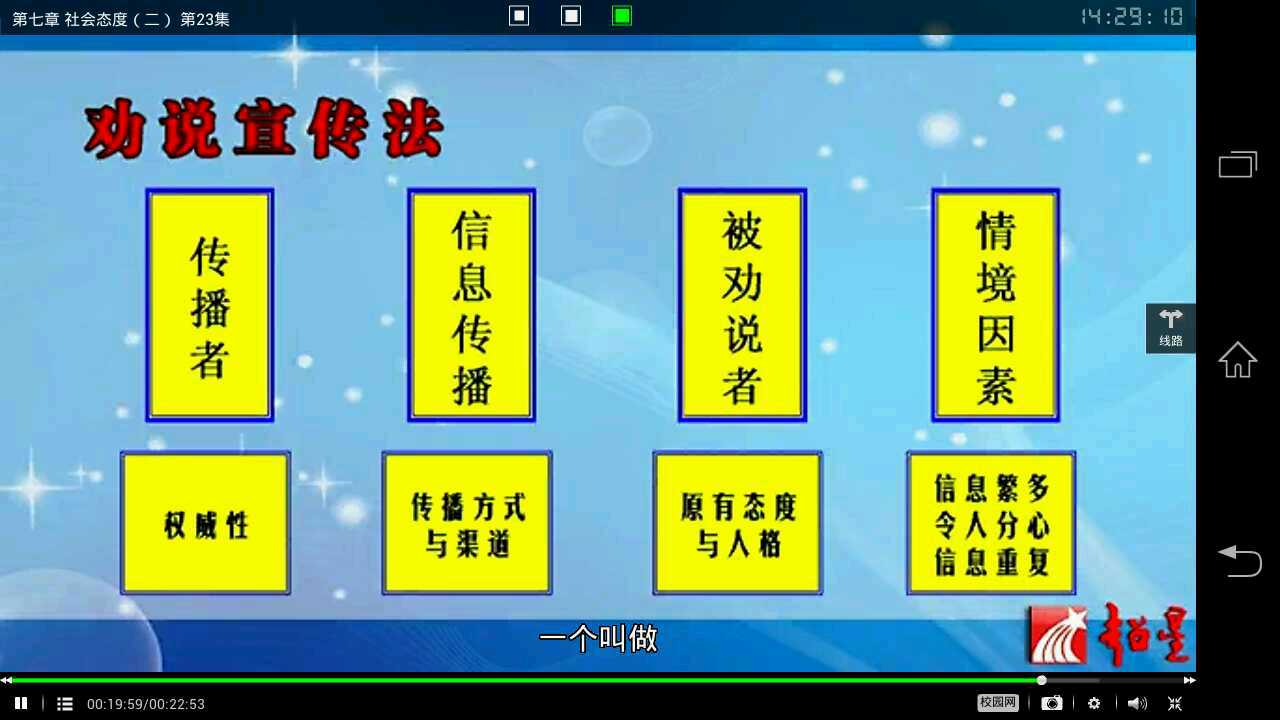 第七章 社会态度（二）第23集
14:29:10
劝说宣传法
传播者
信息传播
被劝说者
情境因素
权威性
传播方式
与渠道
原有态度
与人格
信息繁多
令人分心
信息重复
线路
超星
一个叫做
00:19:59/00:22:53
校园网